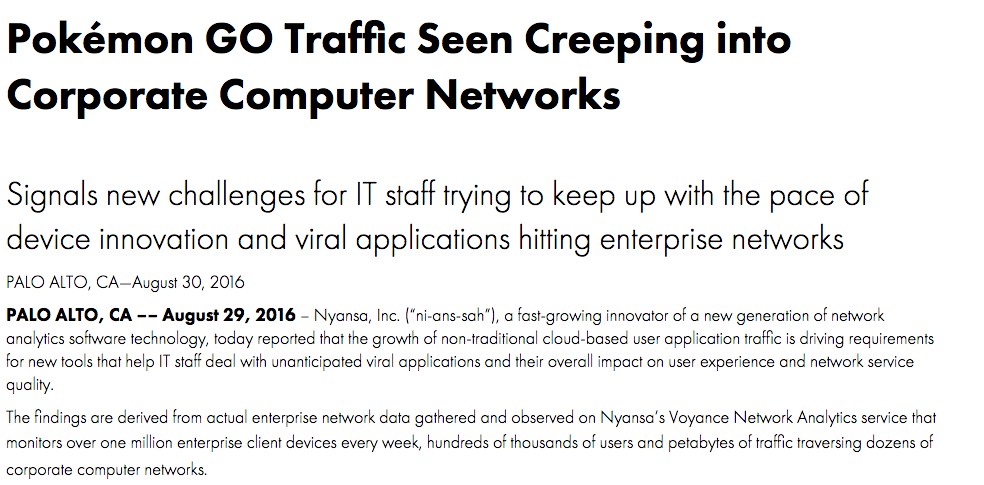 Pokémon GO Traffic Seen Creeping into
Corporate Computer Networks
Signals new challenges for IT staff trying to keep up with the pace of
device innovation and viral applications hitting enterprise networks
PALO ALTO, CA—August 30, 2016
PALO ALTO, CA –– August 29, 2016 – Nyansa, Inc. (“ni-ans-sah”), a fast-growing innovator of a new generation of network
analytics software technology, today reported that the growth of non-traditional cloud-based user application traffic is driving requirements
for new tools that help IT staff deal with unanticipated viral applications and their overall impact on user experience and network service
quality.
The findings are derived from actual enterprise network data gathered and observed on Nyansa’s Voyance Network Analytics service that
monitors over one million enterprise client devices every week, hundreds of thousands of users and petabytes of traffic traversing dozens of
corporate computer networks.